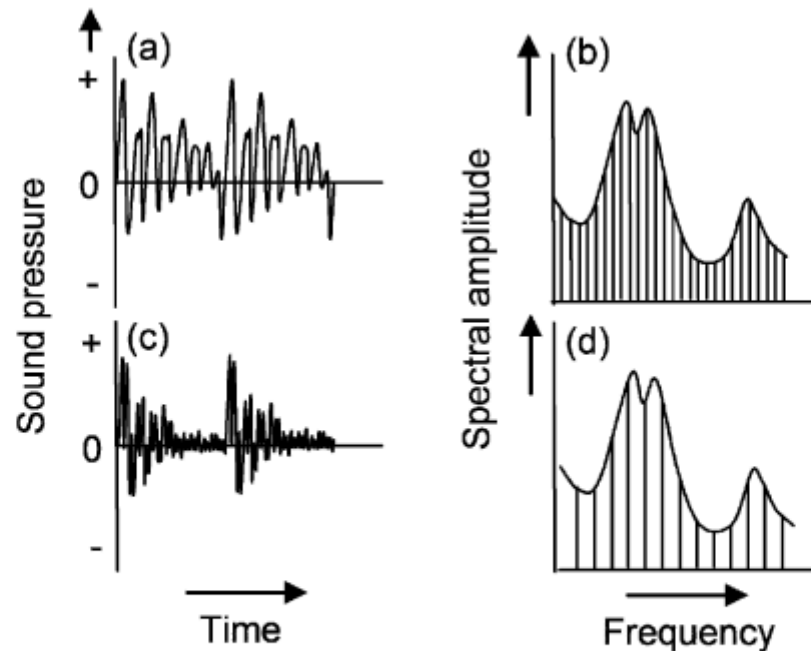 (a)
+
0
-
Sound pressure
(c)
+
0
-
Time
(b)
Spectral amplitude
(d)
Frequency